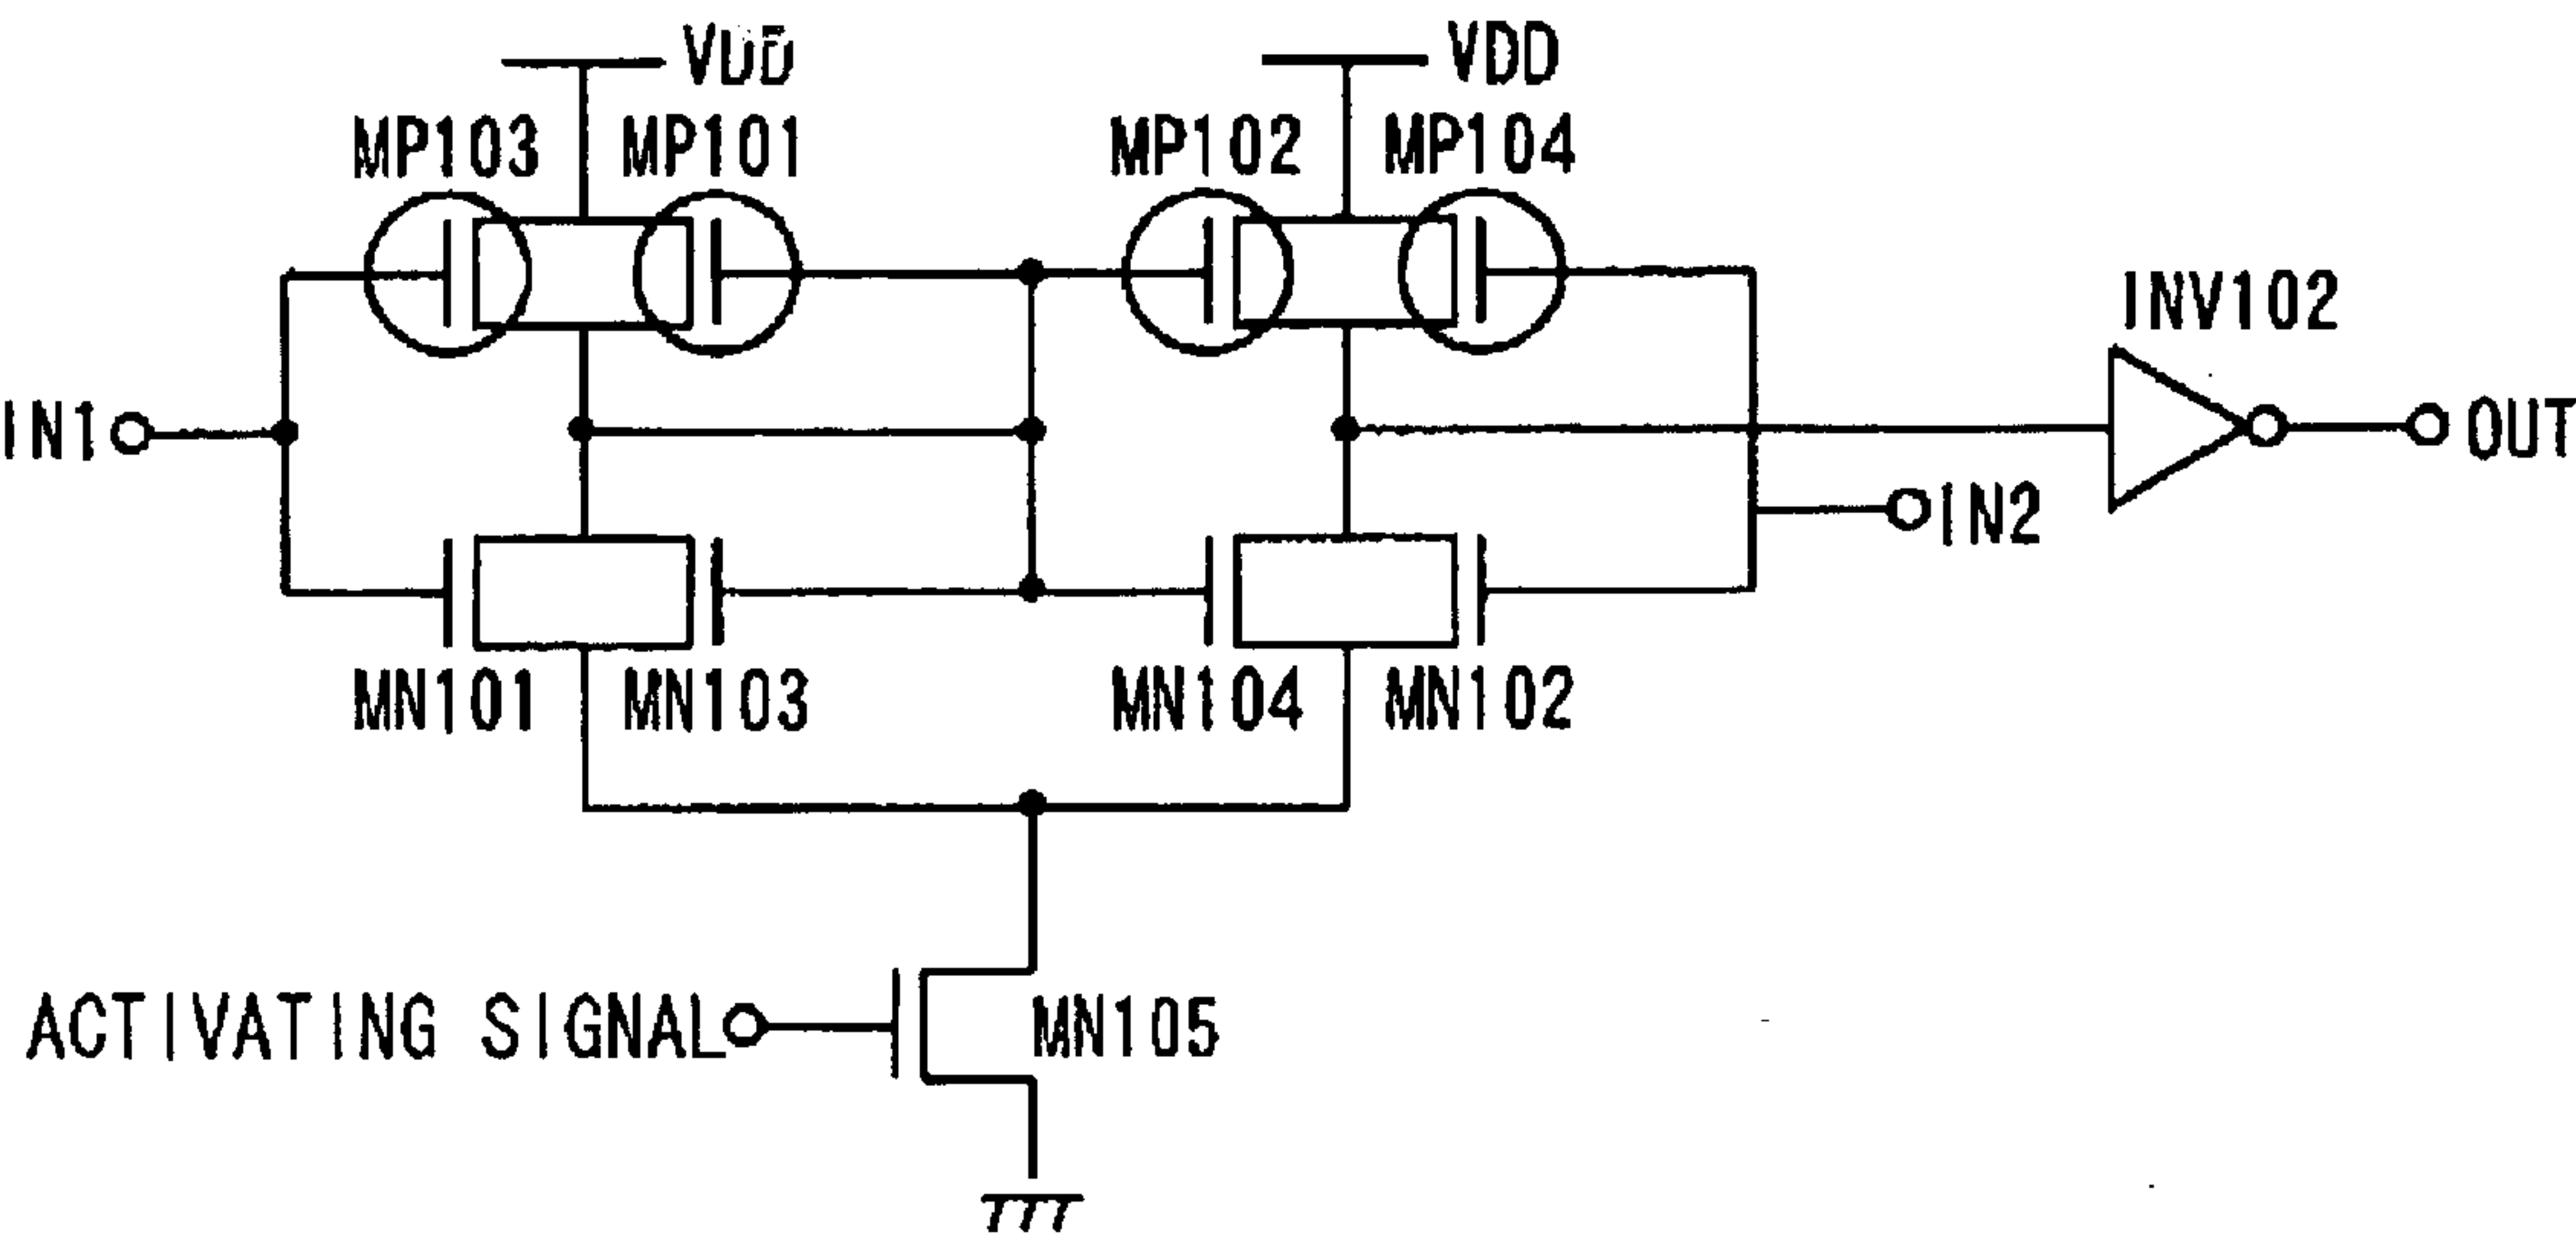 VDD VDD
MP103 MP101 MP102 MP104
INV102
IN1 OUT
IN2
MN101 MN103 MN104 MN102
ACTIVATING SIGNAL MN105